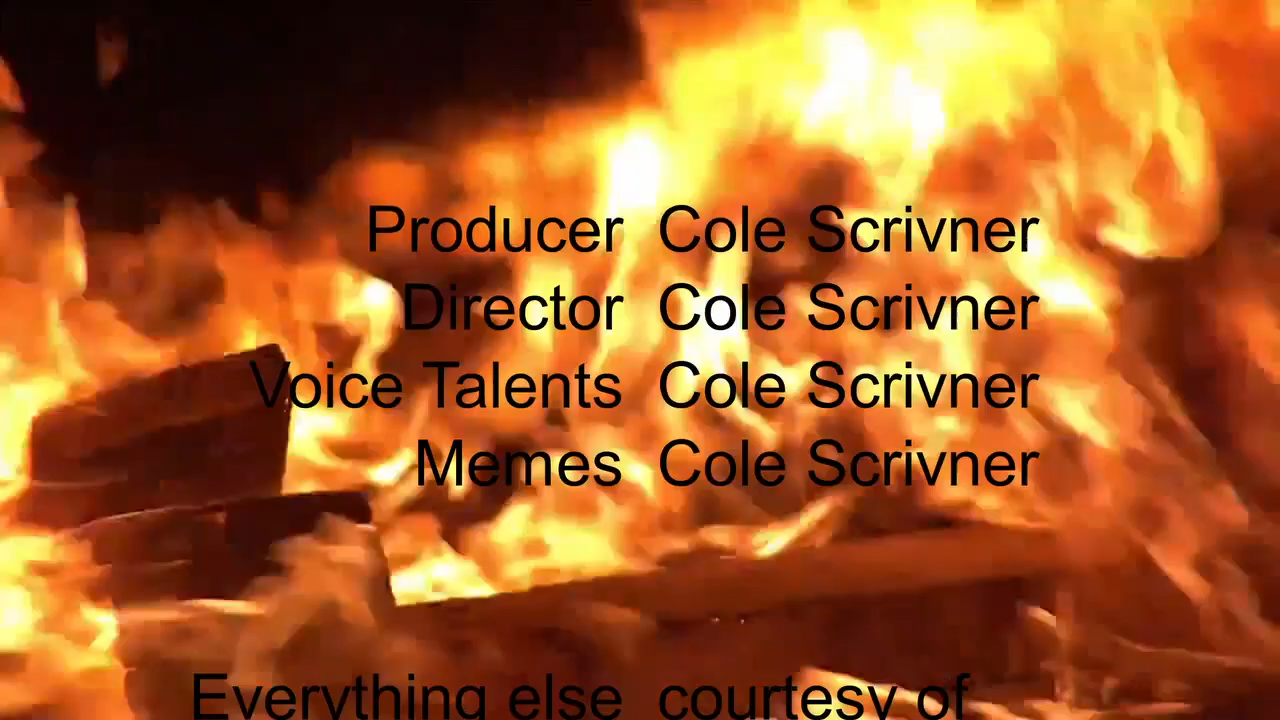 Producer Cole Scrivner
Director Cole Scrivner
Voice Talents Cole Scrivner
Memes Cole Scrivner
Everything else courtesy of